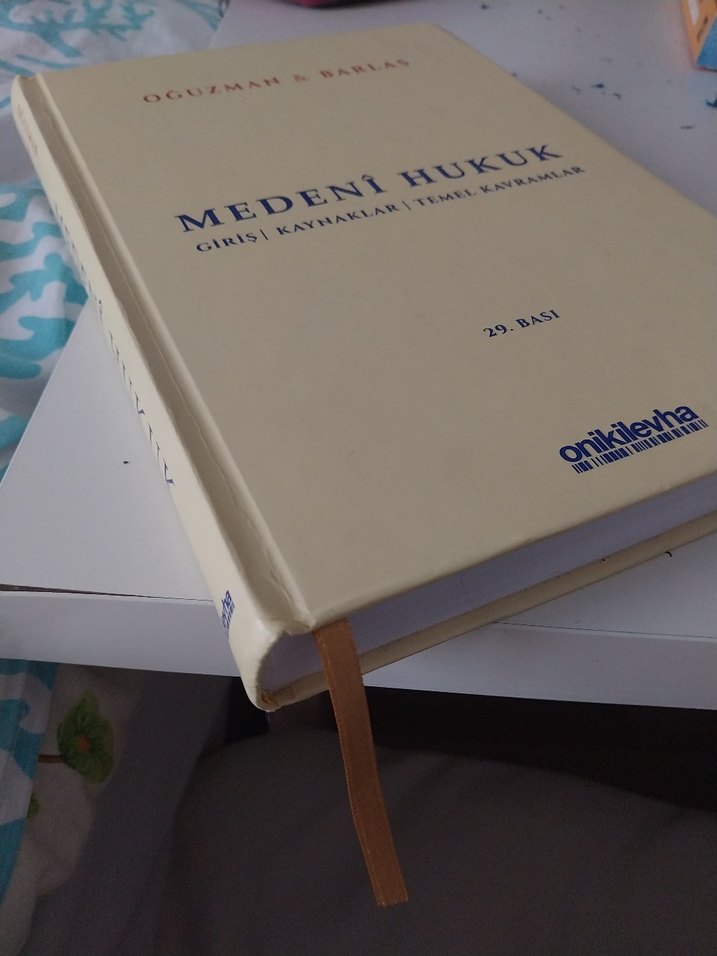 OĞUZMAN & BARLAS
MEDENÎ HUKUK
GİRİŞ| KAYNAKLAR | TEMEL KAVRAMLAR
29. BASI
onikilevha